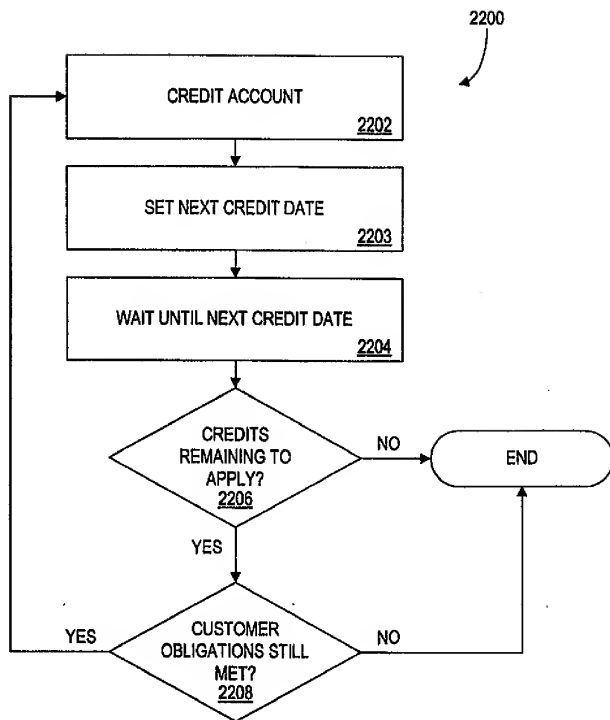 2200
CREDIT ACCOUNT
2202
SET NEXT CREDIT DATE
2203
WAIT UNTIL NEXT CREDIT DATE
2204
CREDITS
REMAINING TO
APPLY?
2206
NO
END
YES
YES
CUSTOMER
OBLIGATIONS STILL
MET?
2208
NO